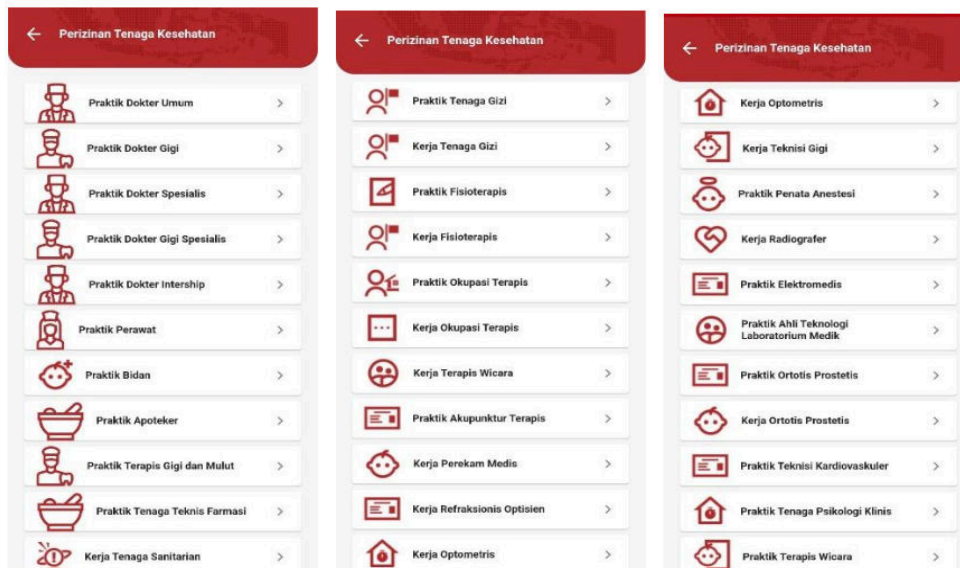 Perizinan Tenaga Kesehatan
Praktik Dokter Umum
Praktik Dokter Gigi
Praktik Dokter Spesialis
Praktik Dokter Gigi Spesialis
Praktik Dokter Intership
Praktik Perawat
Praktik Bidan
Praktik Apoteker
Praktik Terapis Gigi dan Mulut
Praktik Tenaga Teknis Farmasi
Kerja Tenaga Sanitarian
Perizinan Tenaga Kesehatan
Praktik Tenaga Gizi
Kerja Tenaga Gizi
Praktik Fisioterapis
Kerja Fisioterapis
Praktik Okupasi Terapis
Kerja Okupasi Terapis
Kerja Terapis Wicara
Praktik Akupunktur Terapis
Kerja Perekam Medis
Kerja Refraksionis Optisien
Kerja Optometris
Perizinan Tenaga Kesehatan
Kerja Optometris
Kerja Teknisi Gigi
Praktik Penata Anestesi
Kerja Radiografer
Praktik Elektromedis
Praktik Ahli Teknologi
Laboratorium Medik
Praktik Ortotis Prostetis
Kerja Ortotis Prostetis
Praktik Teknisi Kardiovaskuler
Praktik Tenaga Psikologi Klinis
Praktik Terapis Wicara